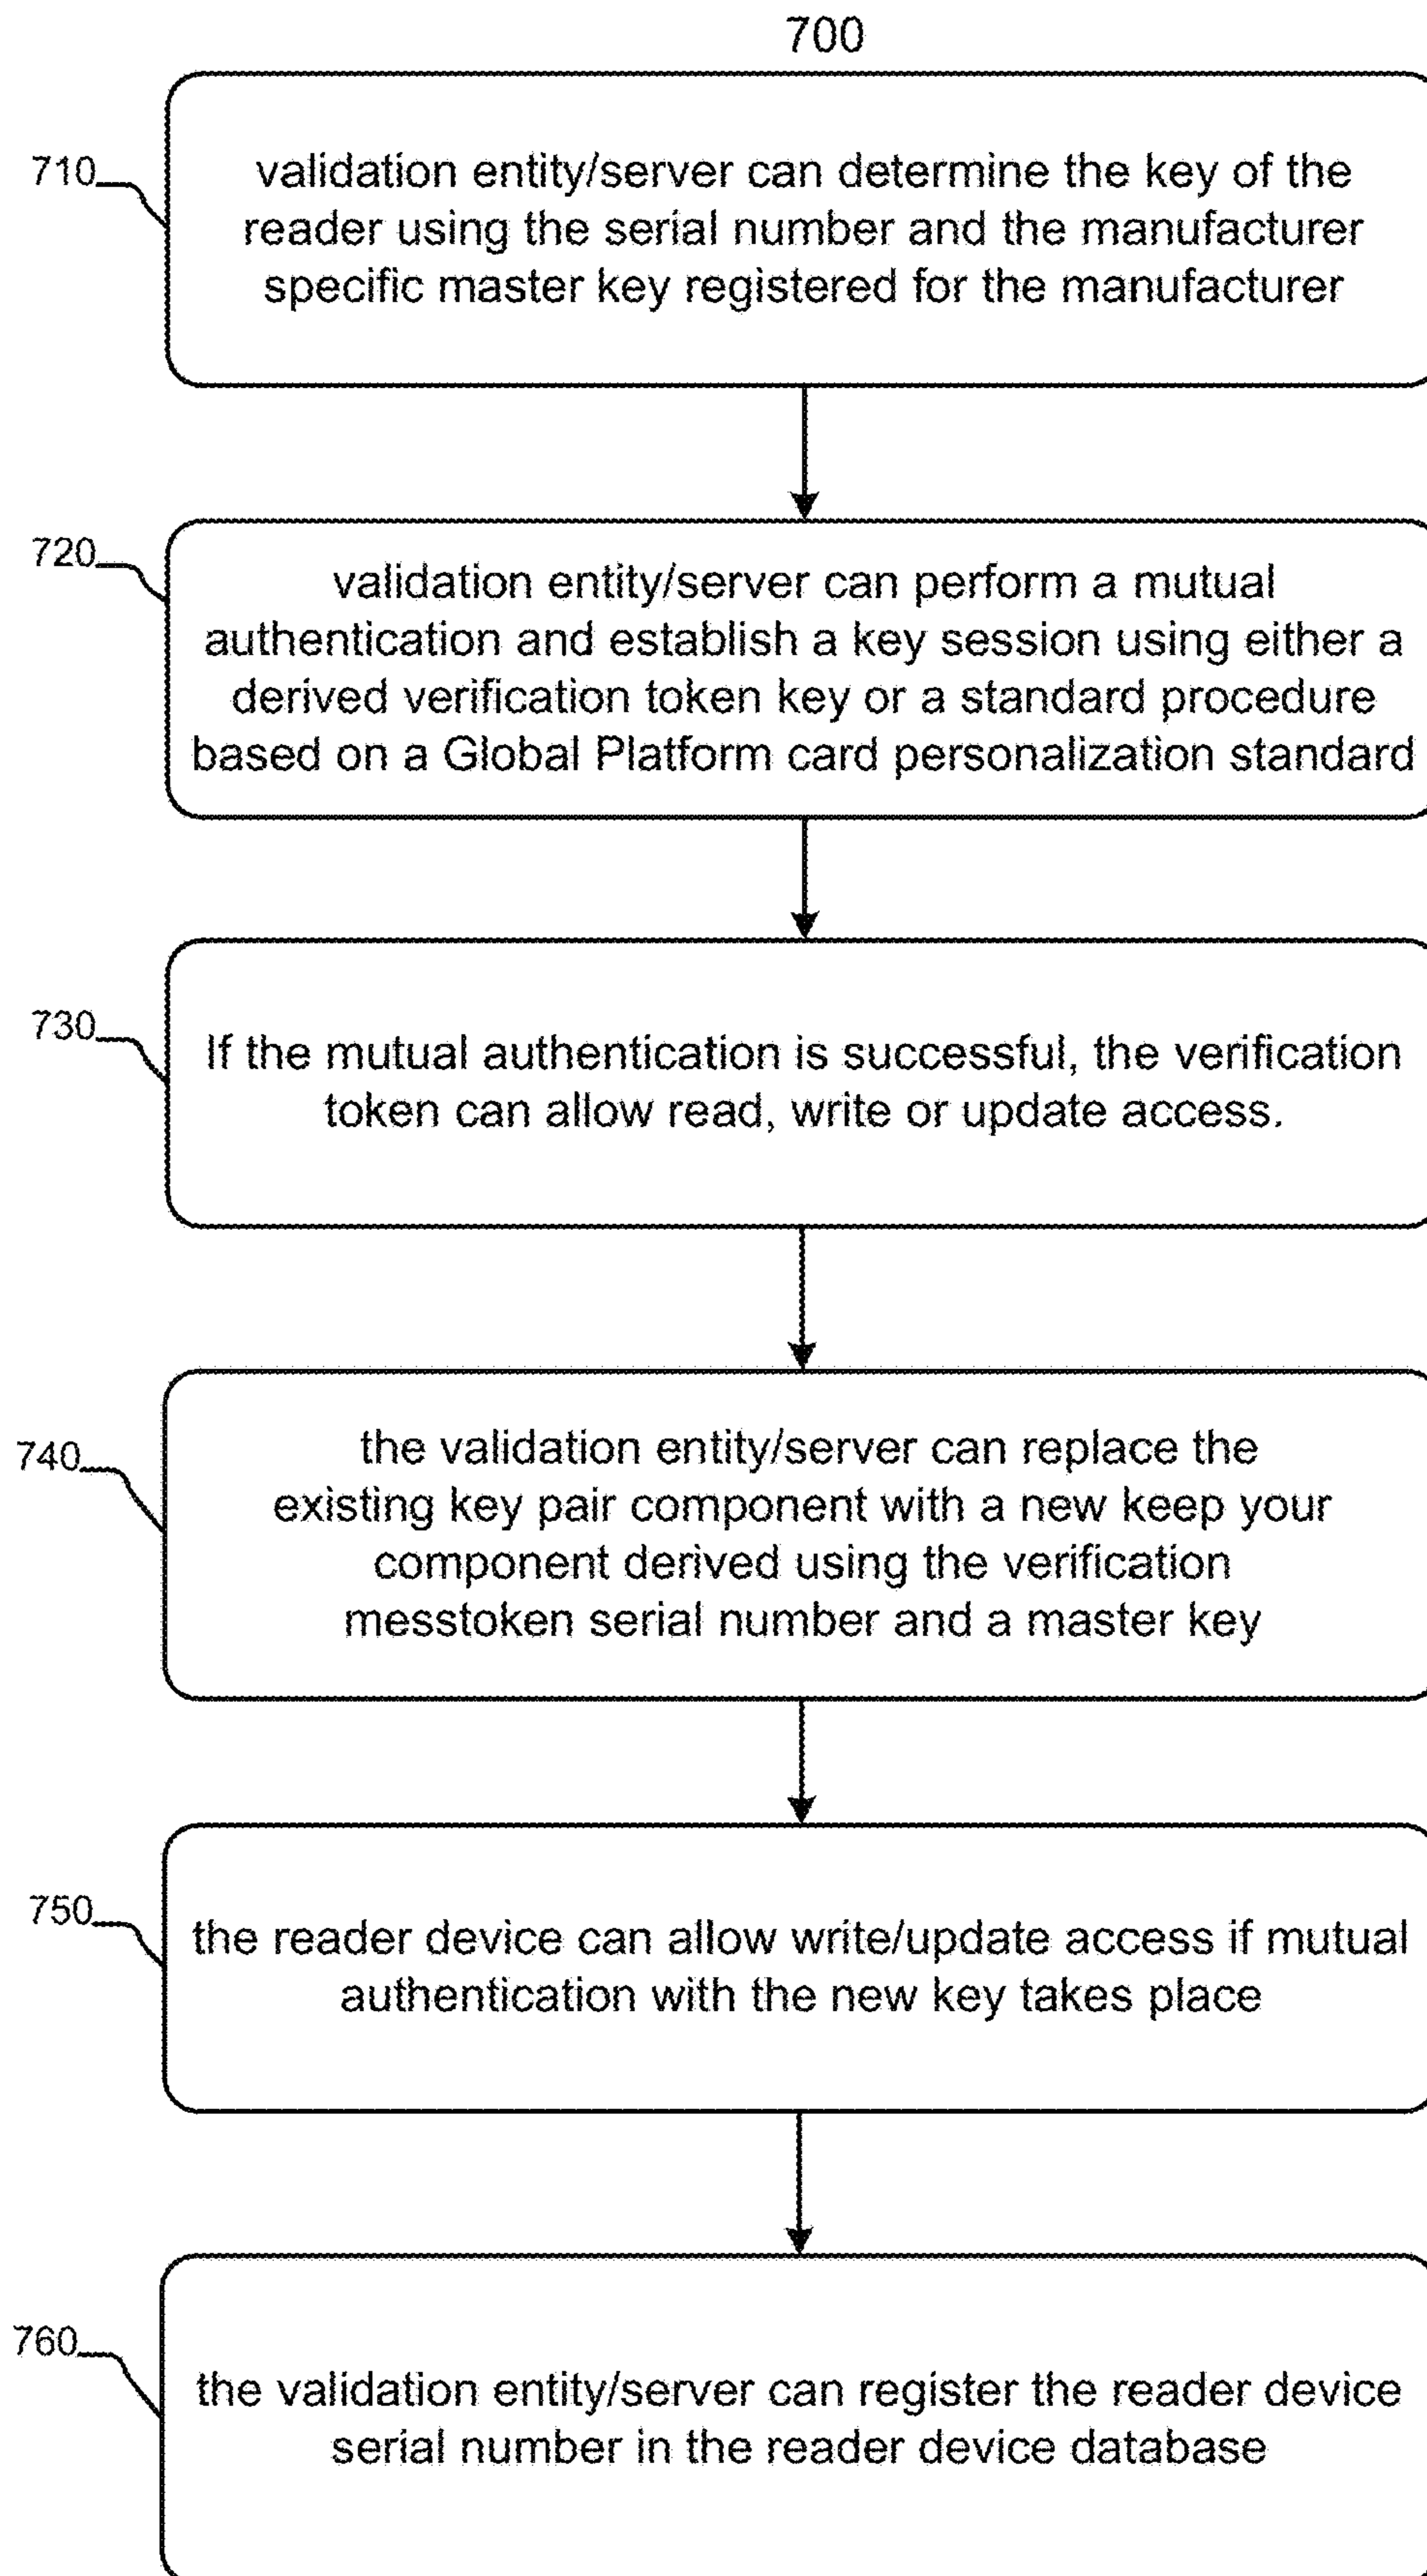 700
710
validation entity/server can determine the key of the
reader using the serial number and the manufacturer
specific master key registered for the manufacturer
720
validation entity/server can perform a mutual
authentication and establish a key session using either a
derived verification token key or a standard procedure
based on a Global Platform card personalization standard
730
If the mutual authentication is successful, the verification
token can allow read, write or update access.
740
the validation entity/server can replace the
existing key pair component with a new keep your
component derived using the verification
messtoken serial number and a master key
750
the reader device can allow write/update access if mutual
authentication with the new key takes place
760
the validation entity/server can register the reader device
serial number in the reader device database